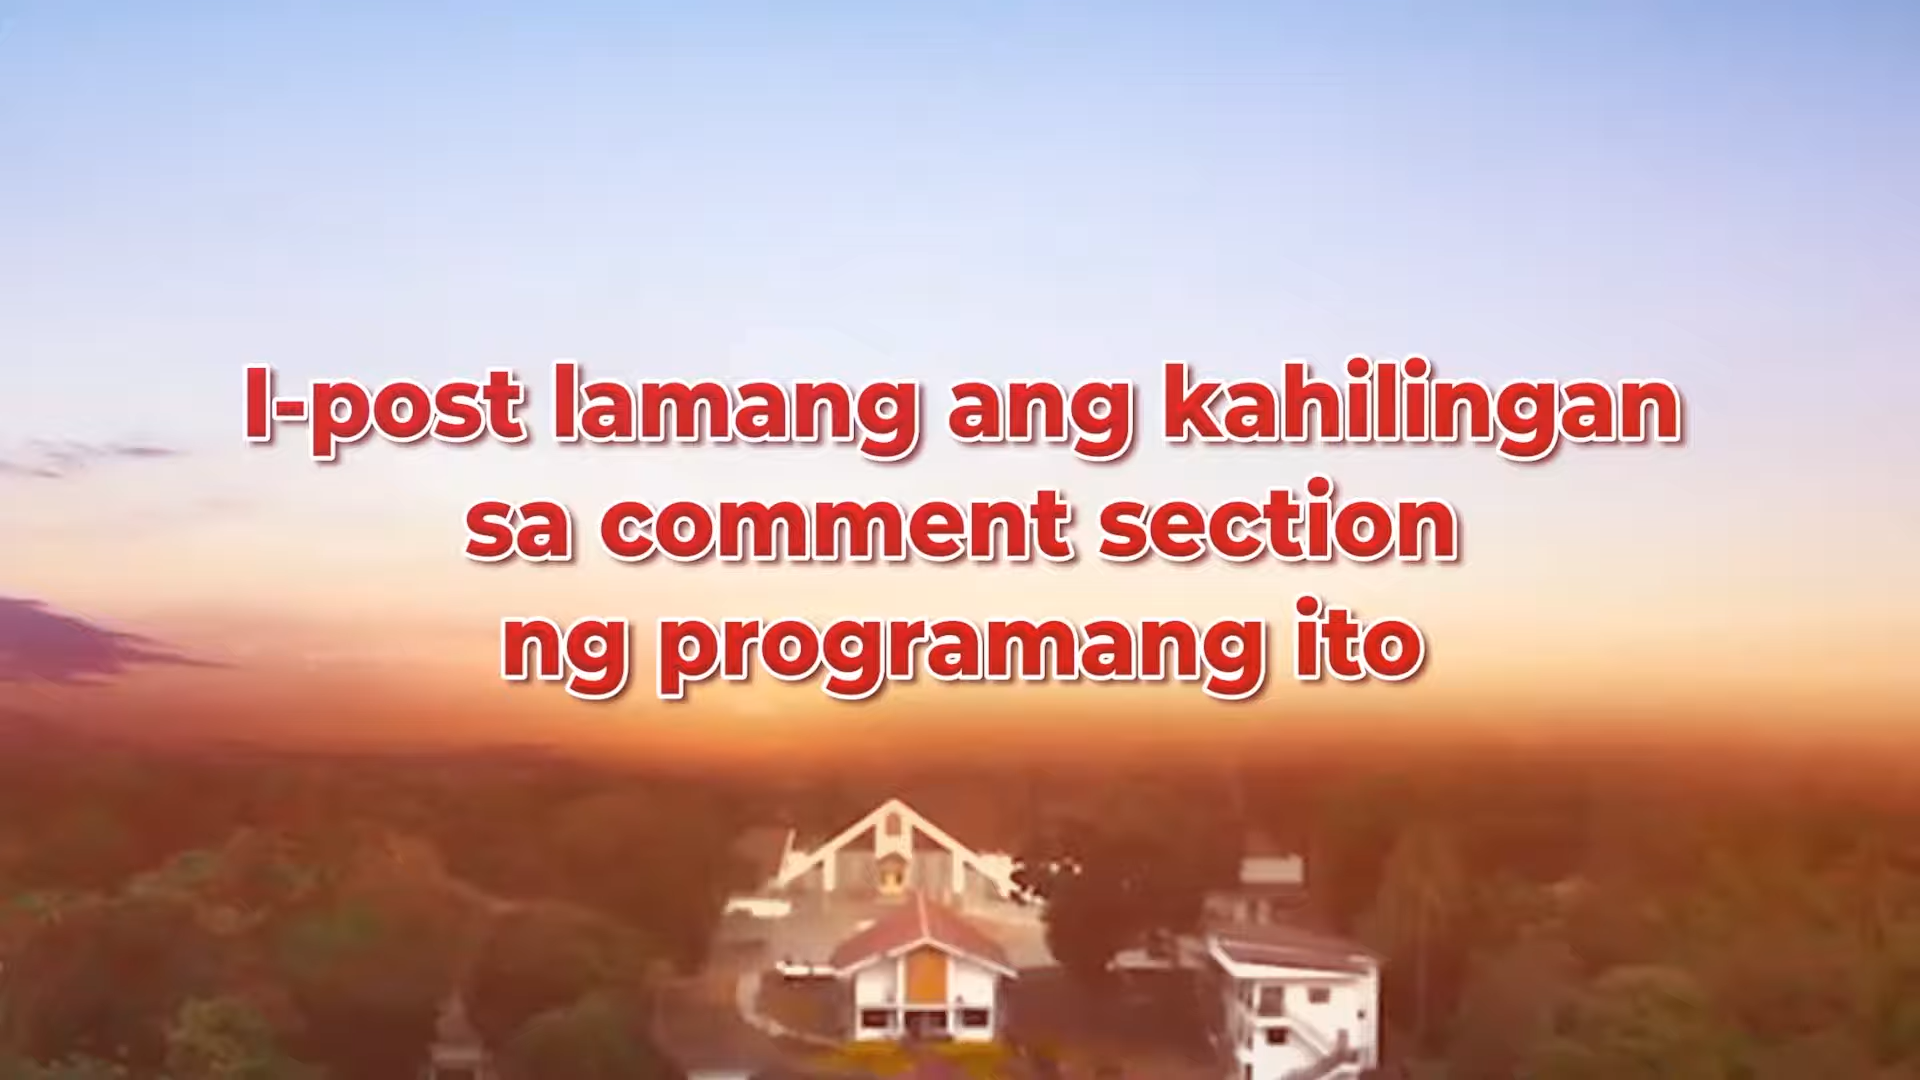 I-post lamang ang kahilingan
sa comment section
ng programang ito